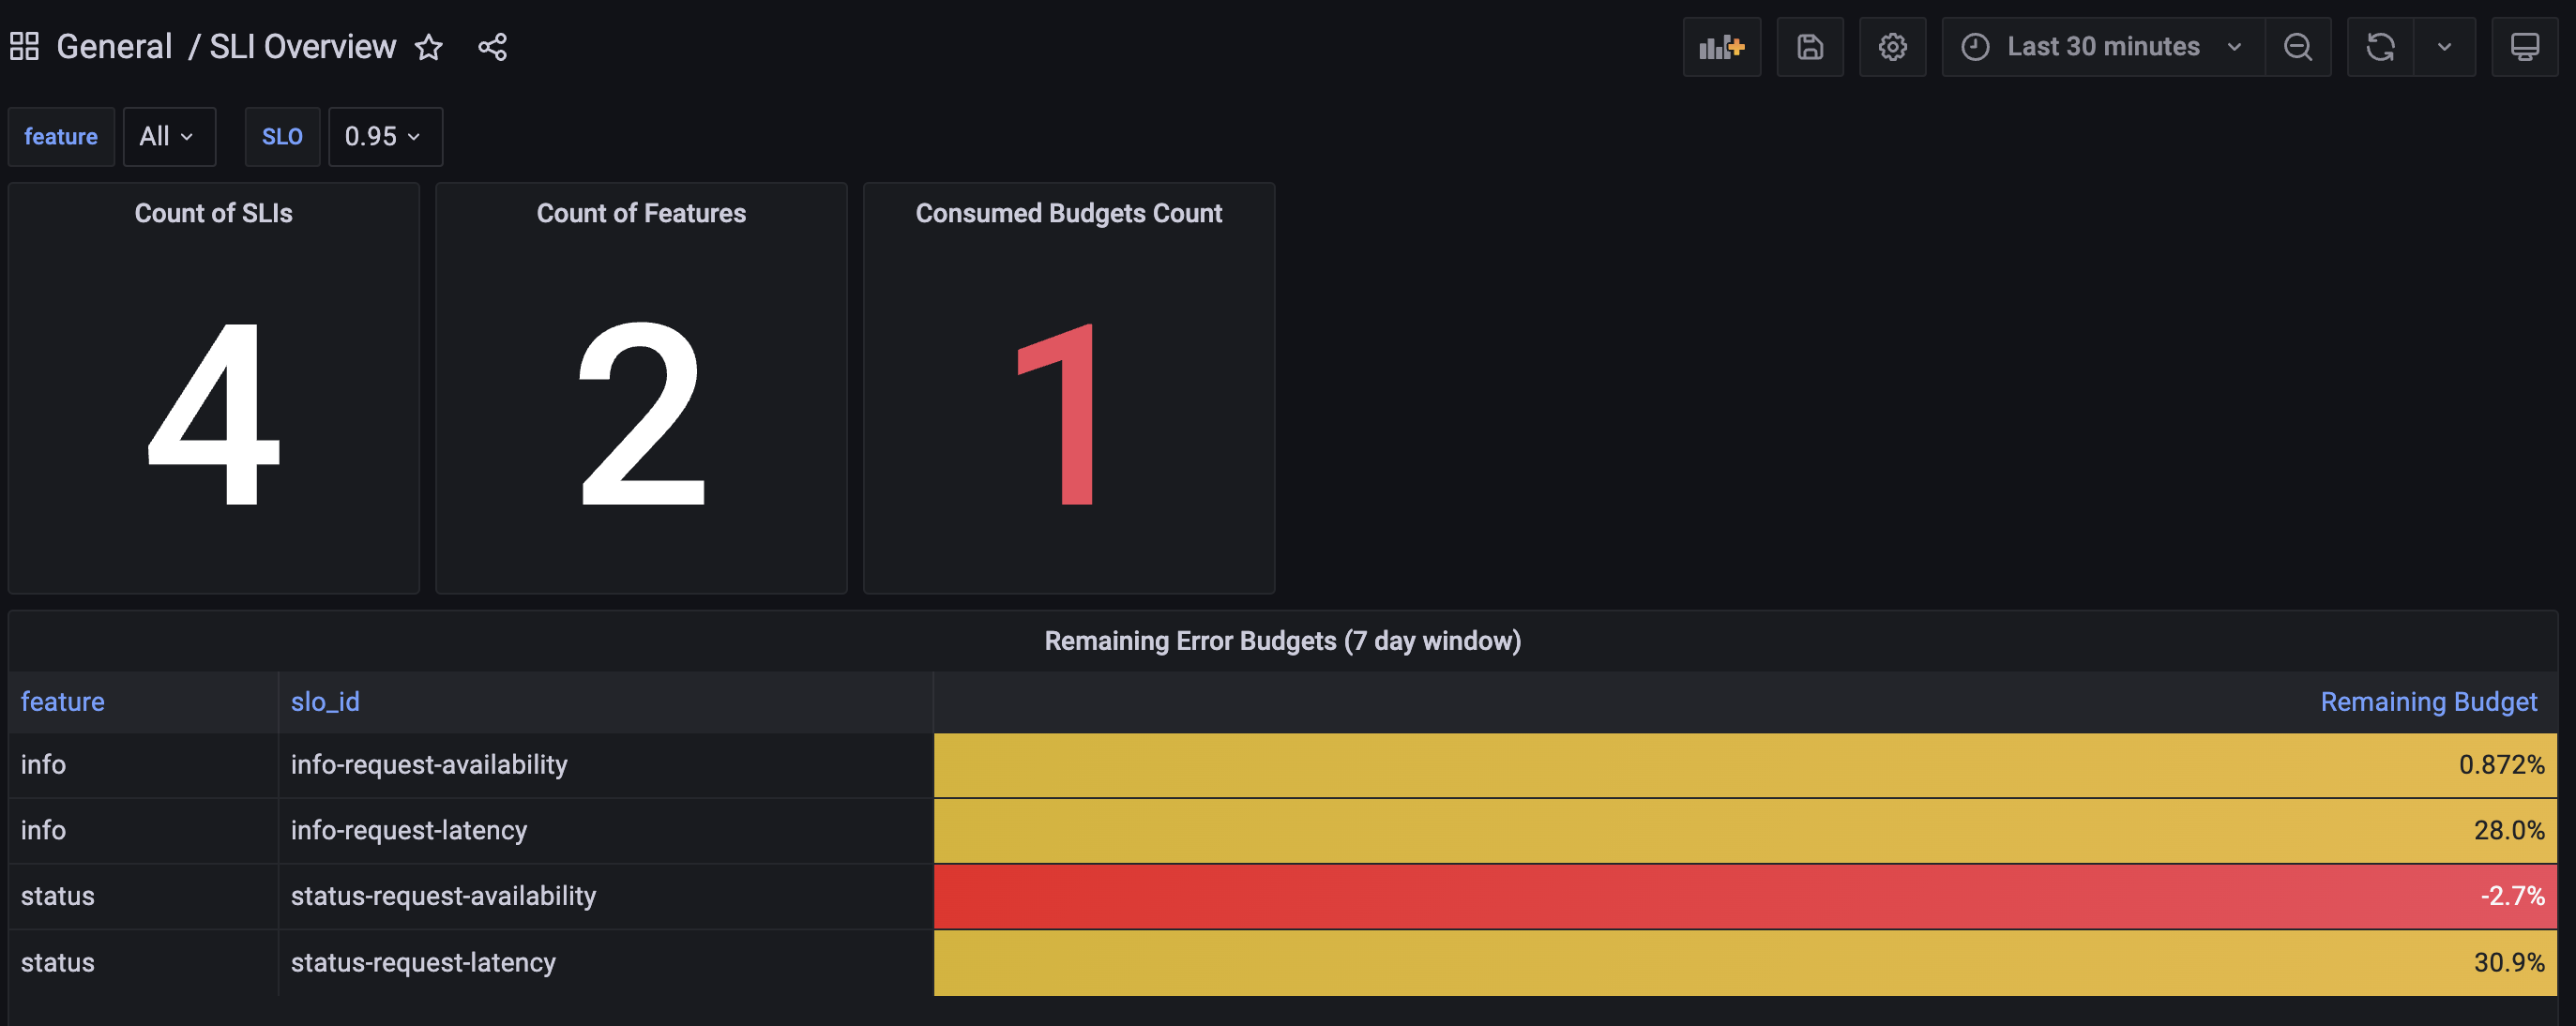 General / SLI Overview
Last 30 minutes
feature All SLO 0.95
Count of SLIs
4
Count of Features
2
Consumed Budgets Count
1
Remaining Error Budgets (7 day window)
feature slo_id Remaining Budget
info info-request-availability 0.872%
info info-request-latency 28.0%
status status-request-availability -2.7%
status status-request-latency 30.9%